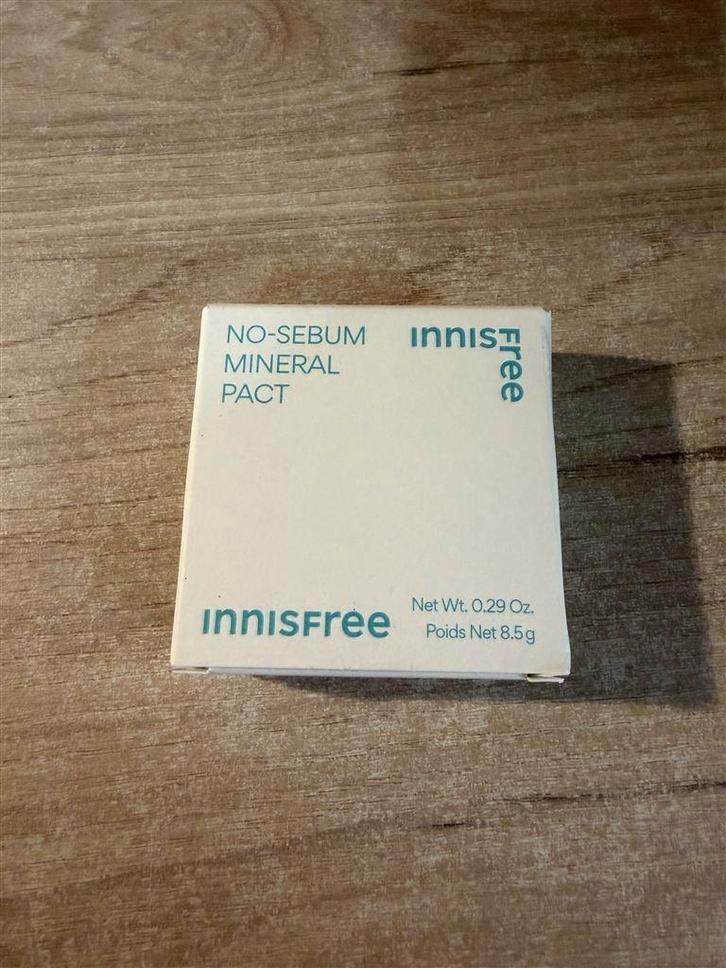 NO-SEBUM
MINERAL
PACT
INNISFree
INNISFree
Net Wt. 0.29 Oz.
Poids Net 8.5g